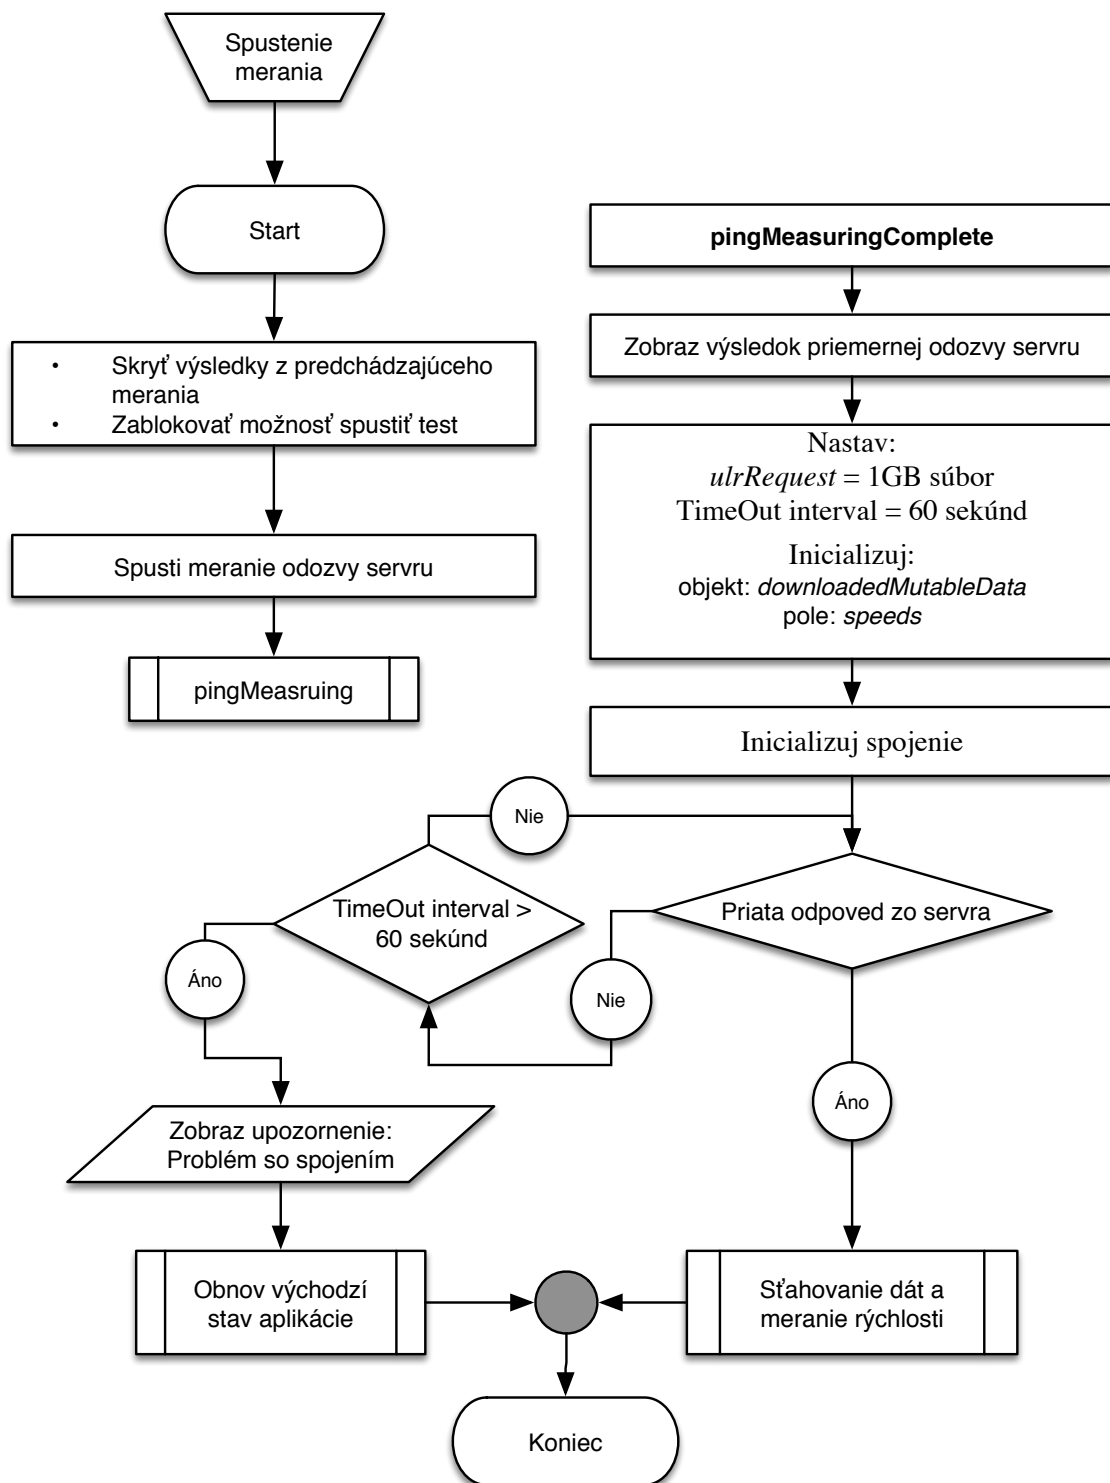 Spustenie
merania
Start
• Skryť výsledky z predchádzajúceho
merania
• Zablokovať možnosť spustiť test
Spusti meranie odozvy servru
pingMeasruing
pingMeasuringComplete
Zobraz výsledok priemernej odozvy servru
Nastav:
ulrRequest = 1GB súbor
TimeOut interval = 60 sekúnd
Inicializuj:
objekt: downloadedMutableData
pole: speeds
Inicializuj spojenie
Nie
TimeOut interval >
60 sekúnd
Priata odpoved zo servra
Áno
Nie
Áno
Zobraz upozornenie:
Problém so spojením
Obnov východzí
stav aplikácie
Sťahovanie dát a
meranie rýchlosti
Koniec